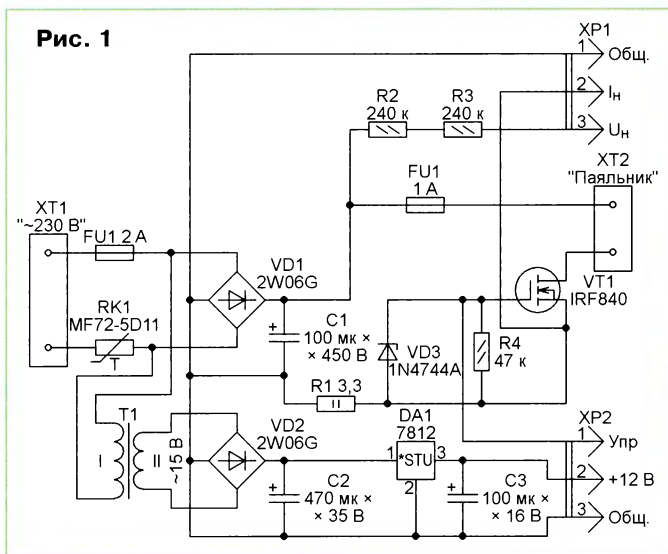 Рис. 1
XP1
1
Общ.
2
Iн
3
Uн
R2
240 к
R3
240 к
XT2
"Паяльник"
FU1
1 А
XT1
"~230 В"
FU1 2 А
VD1
2W06G
VT1
IRF840
RK1
MF72-5D11
T
C1
+
100 мк ×
× 450 В
VD3
1N4744A
R4
47 к
R1 3,3
T1
I
II
~15 В
VD2
2W06G
DA1
7812
1
*STU
3
2
C2
+
470 мк ×
× 35 В
C3
+
100 мк ×
× 16 В
XP2
1
Упр
2
+12 В
3
Общ.